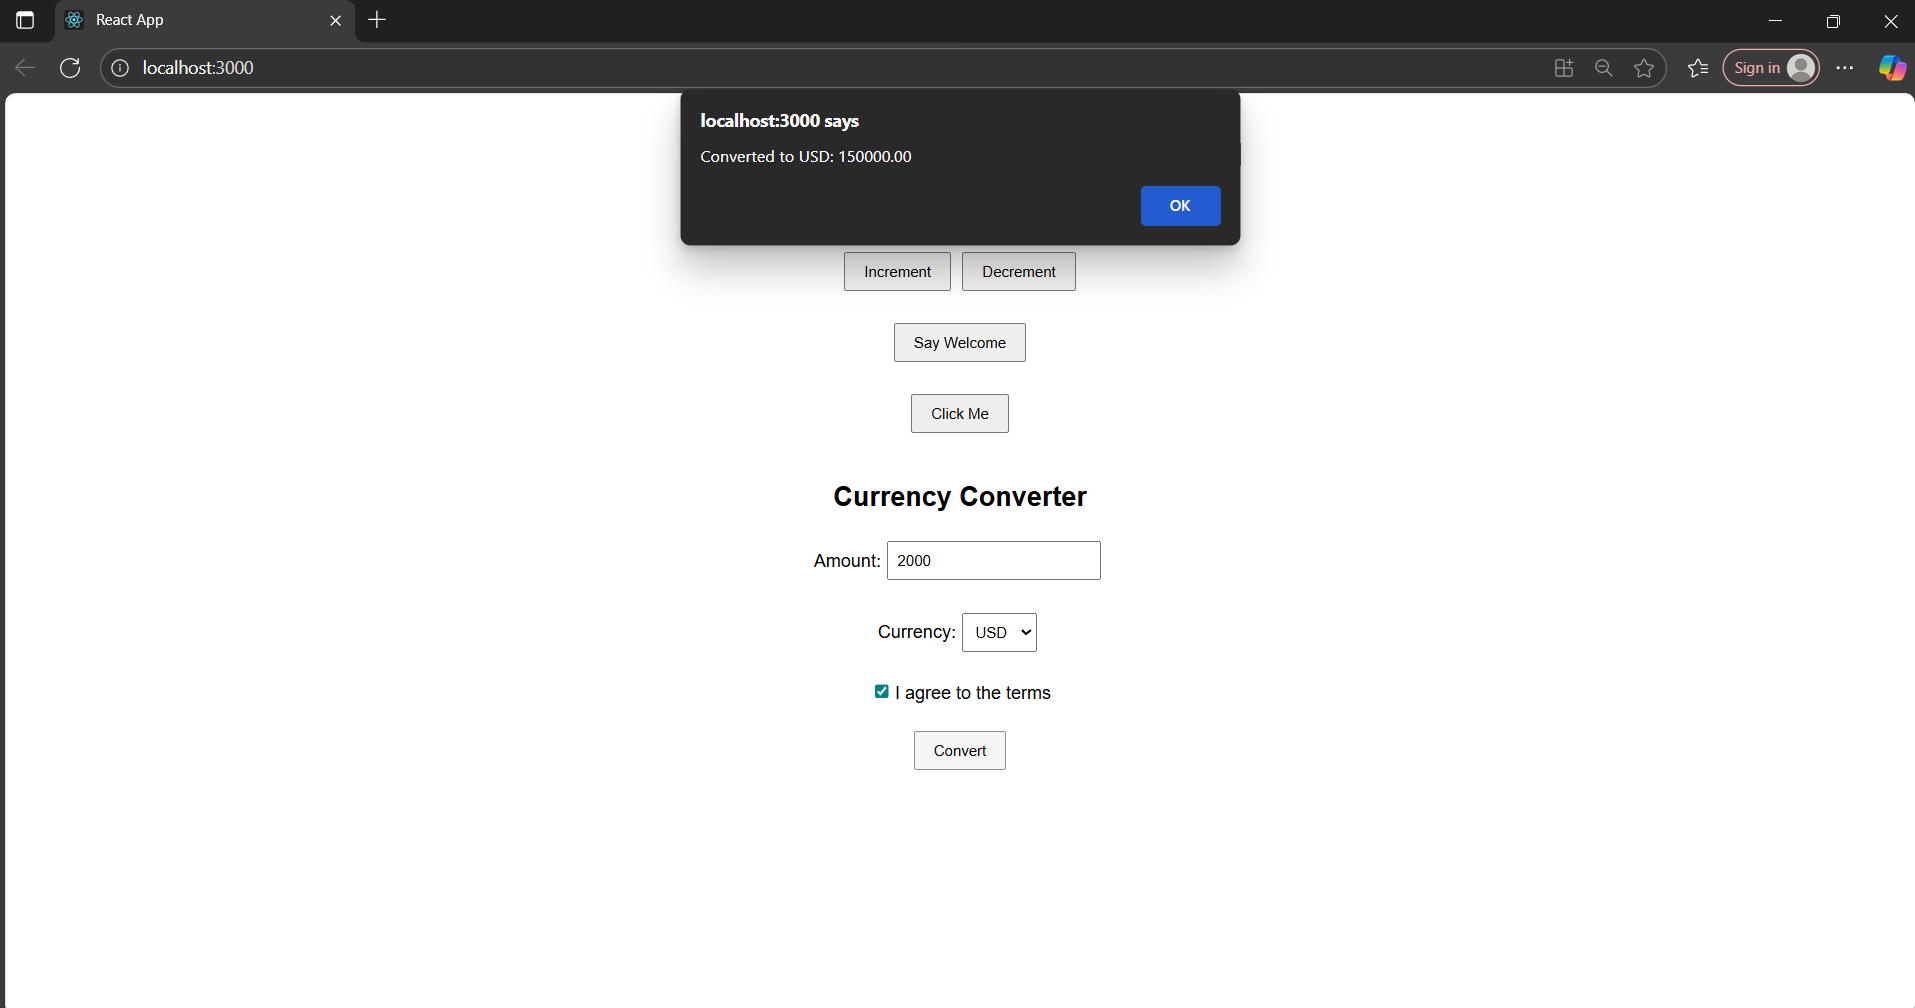 React App
localhost:3000
Sign in
localhost:3000 says
Converted to USD: 150000.00
OK
Increment Decrement
Say Welcome
Click Me
Currency Converter
Amount: 2000
Currency: USD
I agree to the terms
Convert